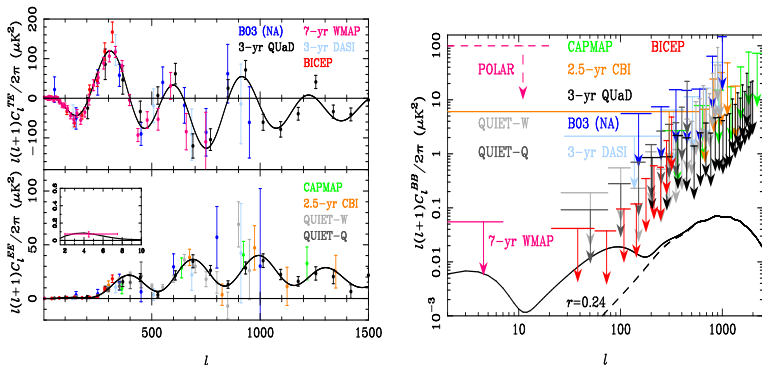 200
100
0
−100
l(l+1)C_l^{TE}/2π (μK²)
B03 (NA) 7-yr WMAP
3-yr QUaD 3-yr DASI
BICEP
100
50
0
l(l+1)C_l^{EE}/2π (μK²)
CAPMAP
2.5-yr CBI
QUIET-W
QUIET-Q
0.6
0.4
0.2
0
2 4 6 8 10
500 1000 1500
l
100
10
1
0.1
0.01
10⁻³
l(l+1)C_l^{BB}/2π (μK²)
CAPMAP BICEP
POLAR 2.5-yr CBI
3-yr QUaD
QUIET-W B03 (NA)
QUIET-Q 3-yr DASI
7-yr WMAP
r=0.24
10 100 1000
l